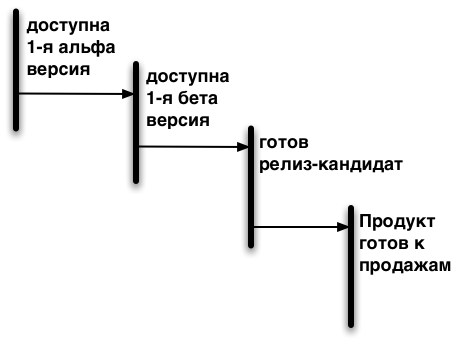 доступна
1-я альфа
версия
доступна
1-я бета
версия
готов
релиз-кандидат
Продукт
готов к
продажам